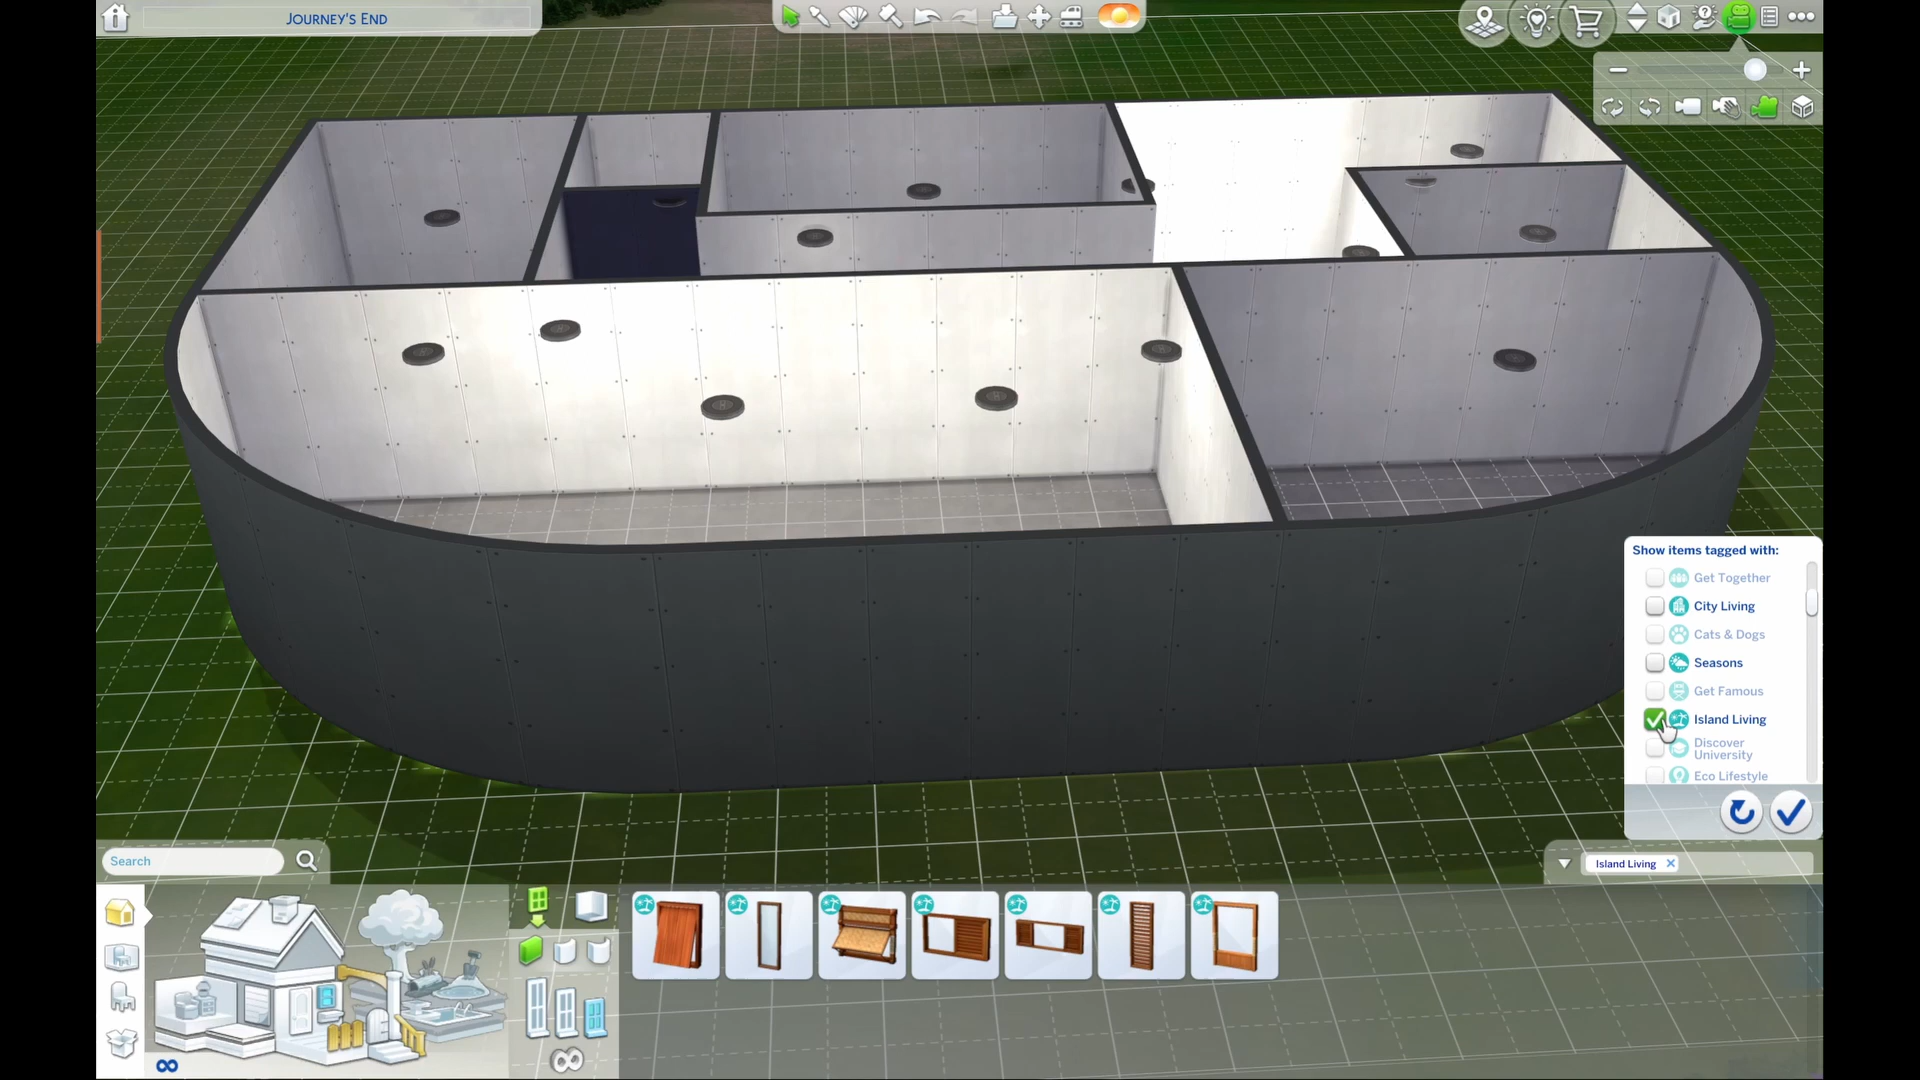 JOURNEY'S END
Show items tagged with:
Get Together
City Living
Cats & Dogs
Seasons
Get Famous
Island Living
Discover
University
Eco Lifestyle
Search
Island Living